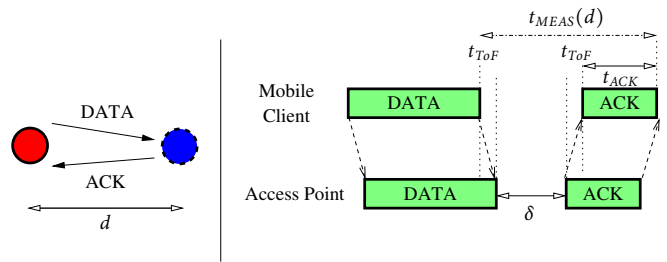 DATA
ACK
d
t_MEAS(d)
t_ToF t_ToF
t_ACK
Mobile
Client
DATA ACK
Access Point DATA ACK
δ